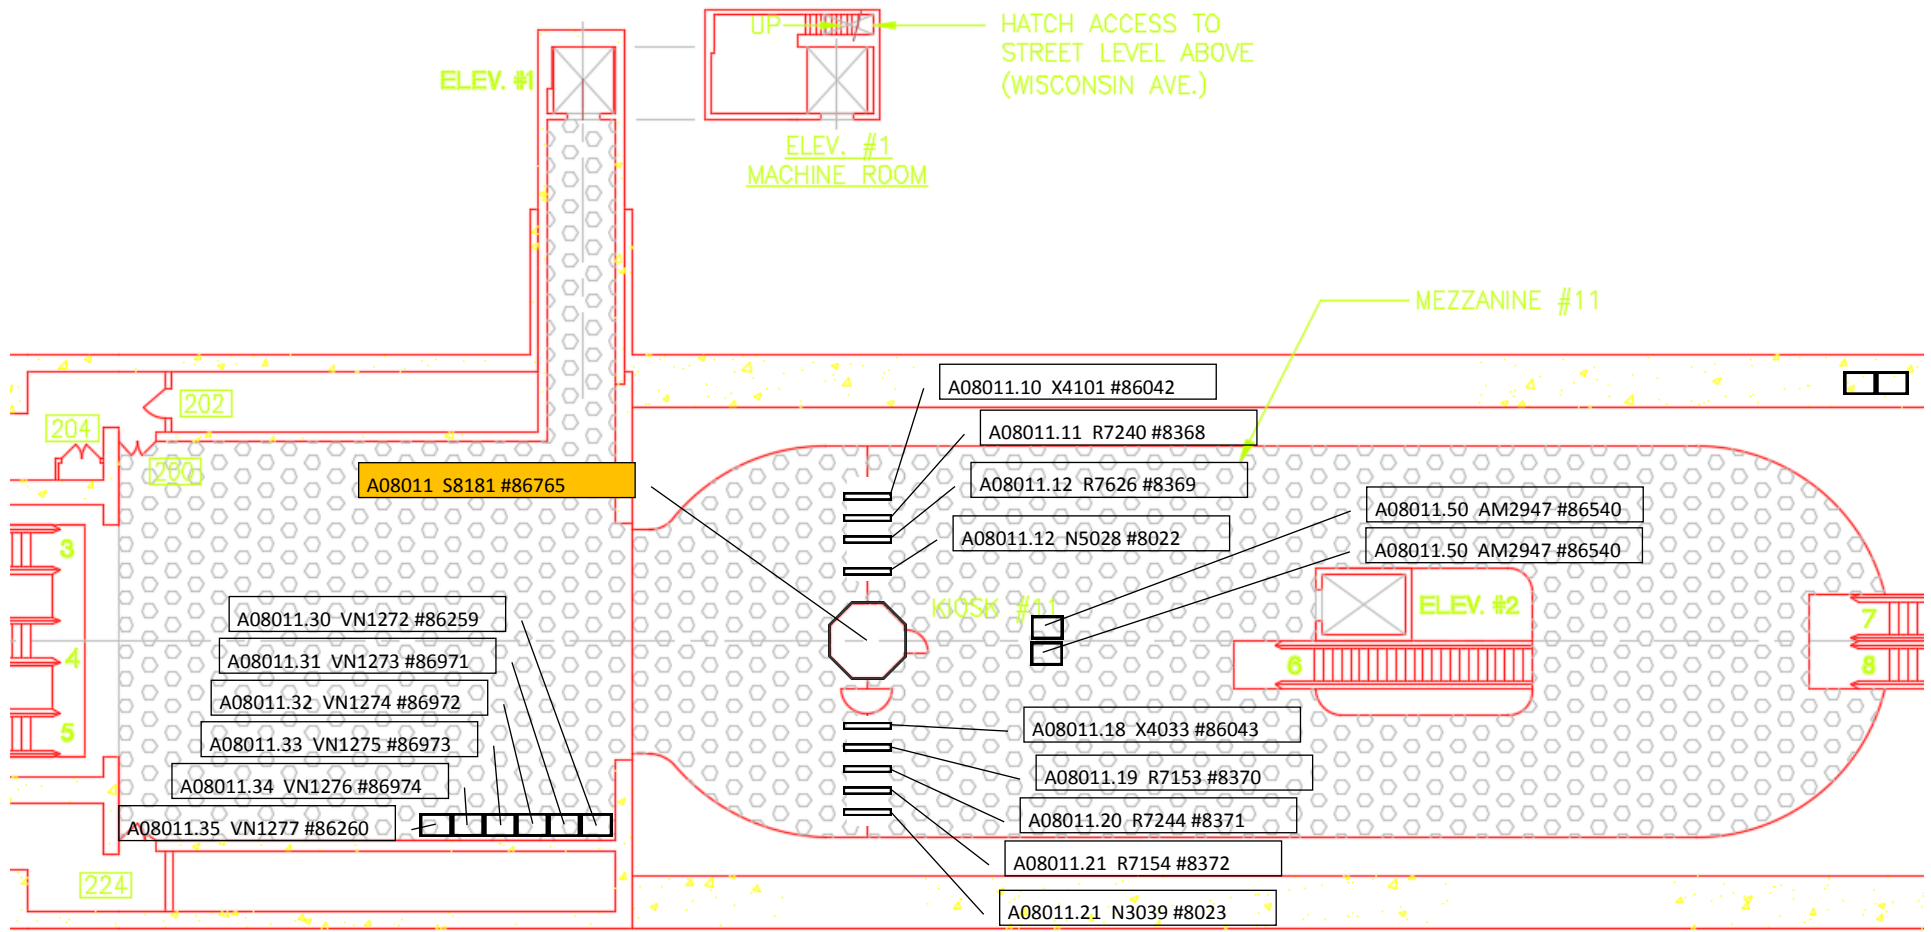 UP
HATCH ACCESS TO
STREET LEVEL ABOVE
(WISCONSIN AVE.)
ELEV. #1
ELEV. #1
MACHINE ROOM
MEZZANINE #11
202
204
200
A08011.10 X4101 #86042
A08011.11 R7240 #8368
A08011 S8181 #86765
A08011.12 R7626 #8369
A08011.12 N5028 #8022
A08011.50 AM2947 #86540
A08011.50 AM2947 #86540
3
4
5
KIOSK #11
ELEV. #2
6
7
8
A08011.30 VN1272 #86259
A08011.31 VN1273 #86971
A08011.32 VN1274 #86972
A08011.33 VN1275 #86973
A08011.34 VN1276 #86974
A08011.35 VN1277 #86260
A08011.18 X4033 #86043
A08011.19 R7153 #8370
A08011.20 R7244 #8371
A08011.21 R7154 #8372
A08011.21 N3039 #8023
224